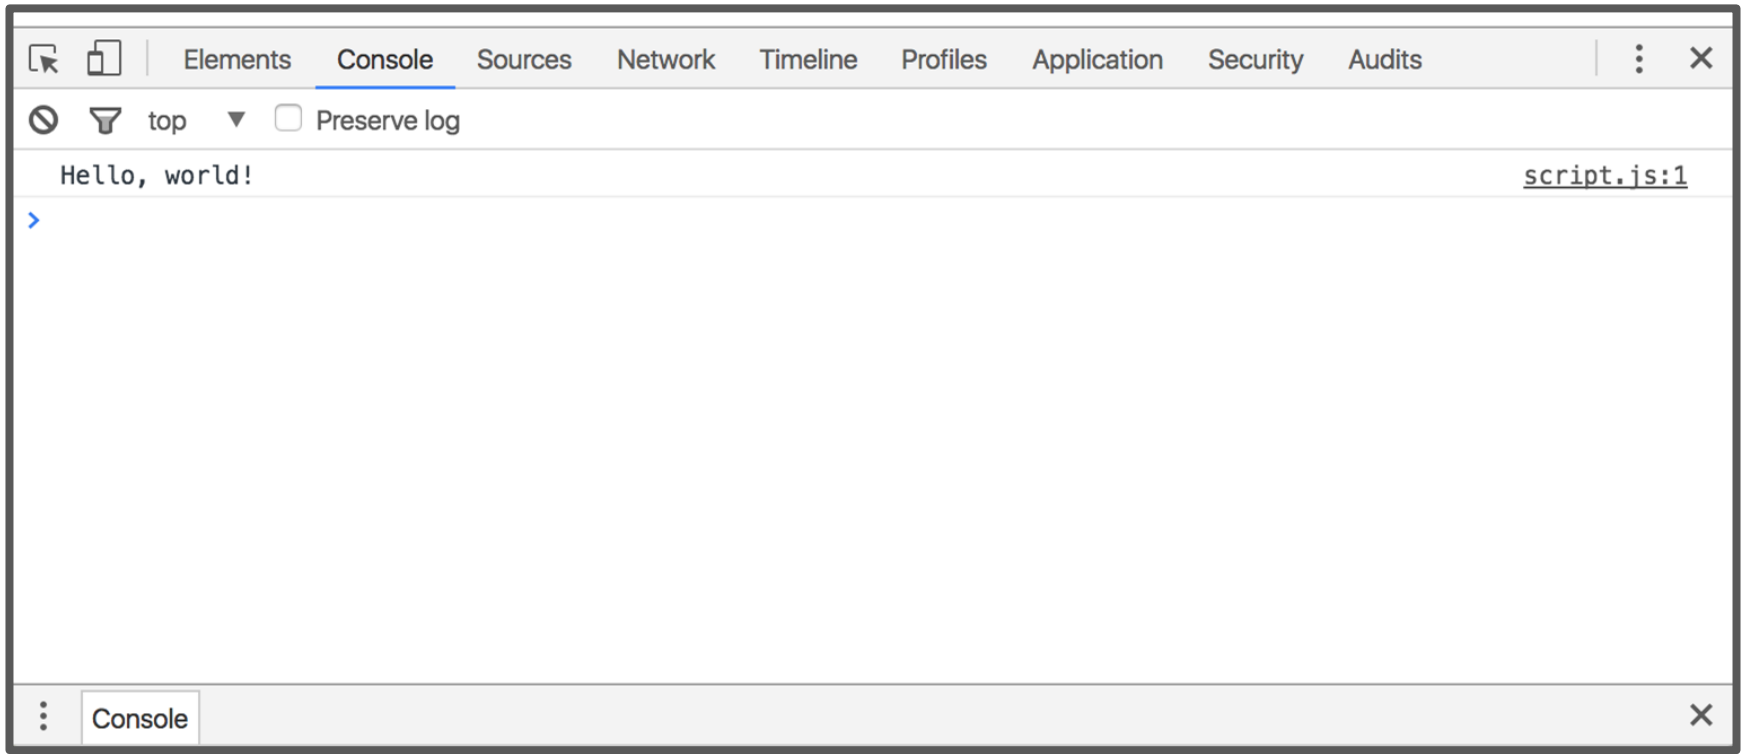 Elements Console Sources Network Timeline Profiles Application Security Audits
top Preserve log
Hello, world! script.js:1
Console